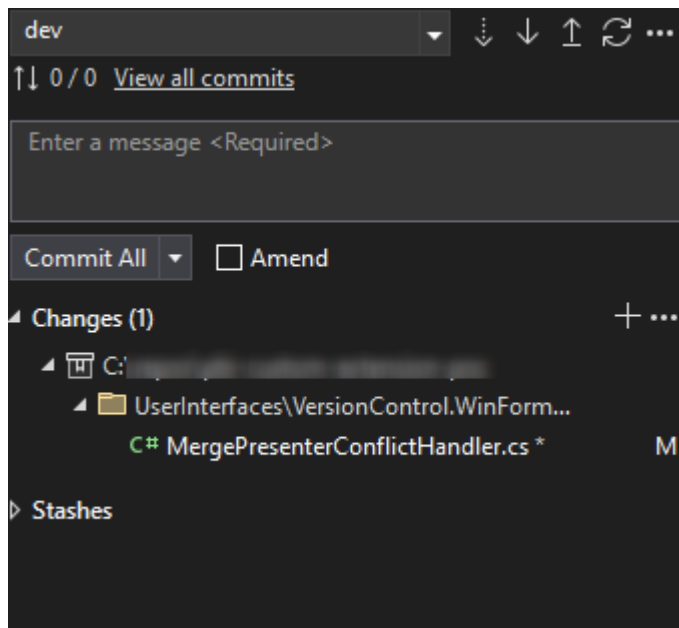 dev
0 / 0 View all commits
Enter a message <Required>
Commit All Amend
Changes (1)
C:\
UserInterfaces\VersionControl.WinForm...
C# MergePresenterConflictHandler.cs * M
Stashes